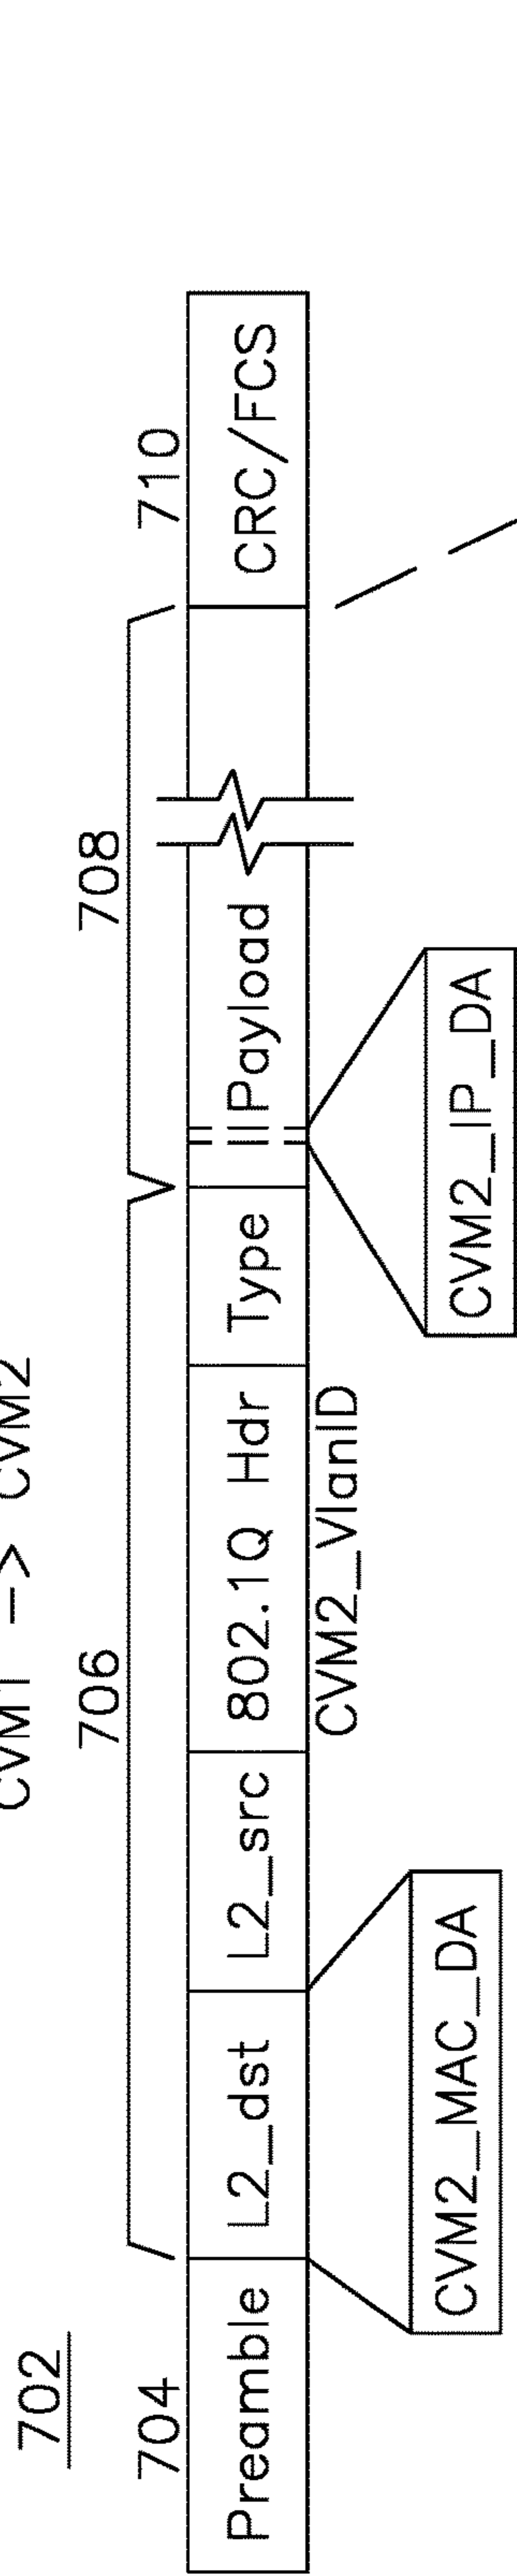 CVM1 -> CVM2
702
706
708
704
710
Preamble
L2_dst
L2_src
802.1Q Hdr
Type
Payload
CRC/FCS
CVM2_VlanID
CVM2_MAC_DA
CVM2_IP_DA